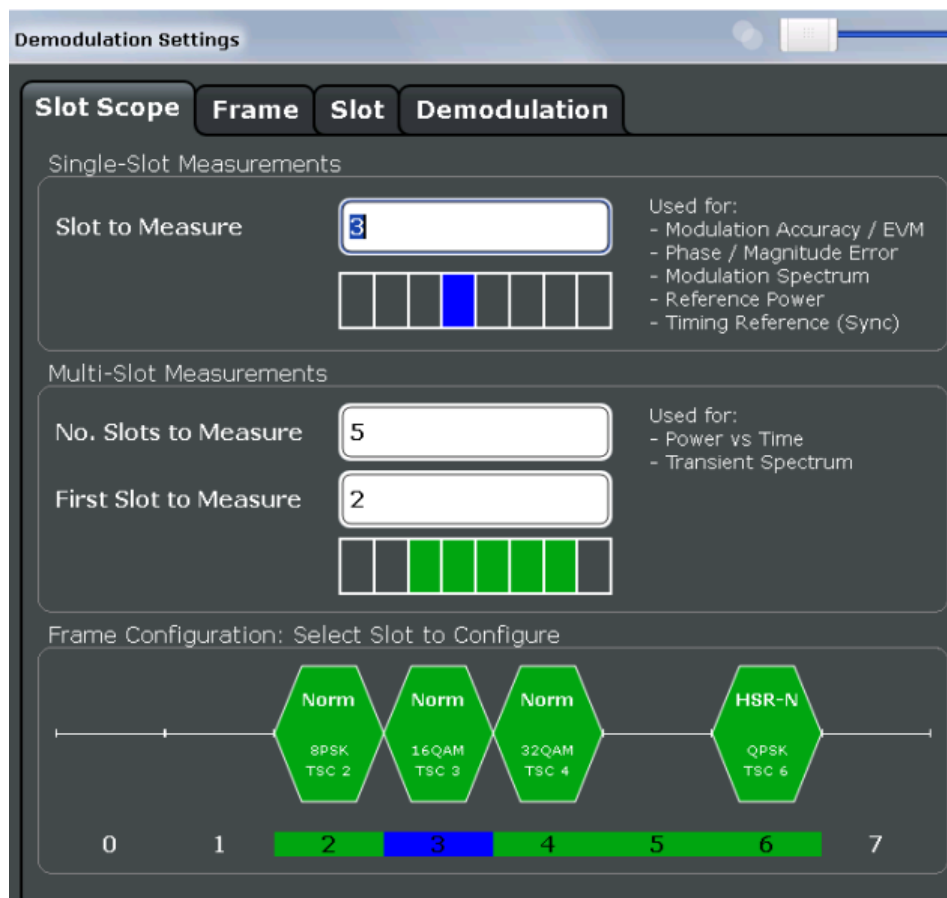 Demodulation Settings
Slot Scope Frame Slot Demodulation
Single-Slot Measurements
Slot to Measure 3
Used for:
- Modulation Accuracy / EVM
- Phase / Magnitude Error
- Modulation Spectrum
- Reference Power
- Timing Reference (Sync)
Multi-Slot Measurements
No. Slots to Measure 5
First Slot to Measure 2
Used for:
- Power vs Time
- Transient Spectrum
Frame Configuration: Select Slot to Configure
Norm Norm Norm HSR-N
8PSK 16QAM 32QAM QPSK
TSC 2 TSC 3 TSC 4 TSC 6
0 1 2 3 4 5 6 7